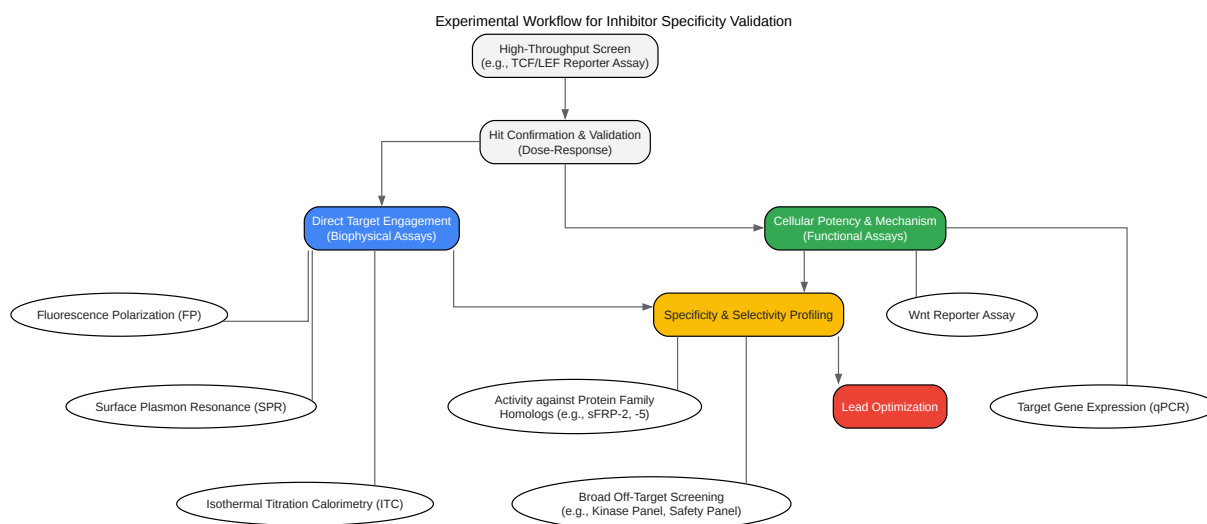 Experimental Workflow for Inhibitor Specificity Validation
High-Throughput Screen
(e.g., TCF/LEF Reporter Assay)
Hit Confirmation & Validation
(Dose-Response)
Direct Target Engagement
(Biophysical Assays)
Cellular Potency & Mechanism
(Functional Assays)
Fluorescence Polarization (FP)
Specificity & Selectivity Profiling
Wnt Reporter Assay
Surface Plasmon Resonance (SPR)
Activity against Protein Family
Homologs (e.g., sFRP-2, -5)
Lead Optimization
Target Gene Expression (qPCR)
Isothermal Titration Calorimetry (ITC)
Broad Off-Target Screening
(e.g., Kinase Panel, Safety Panel)